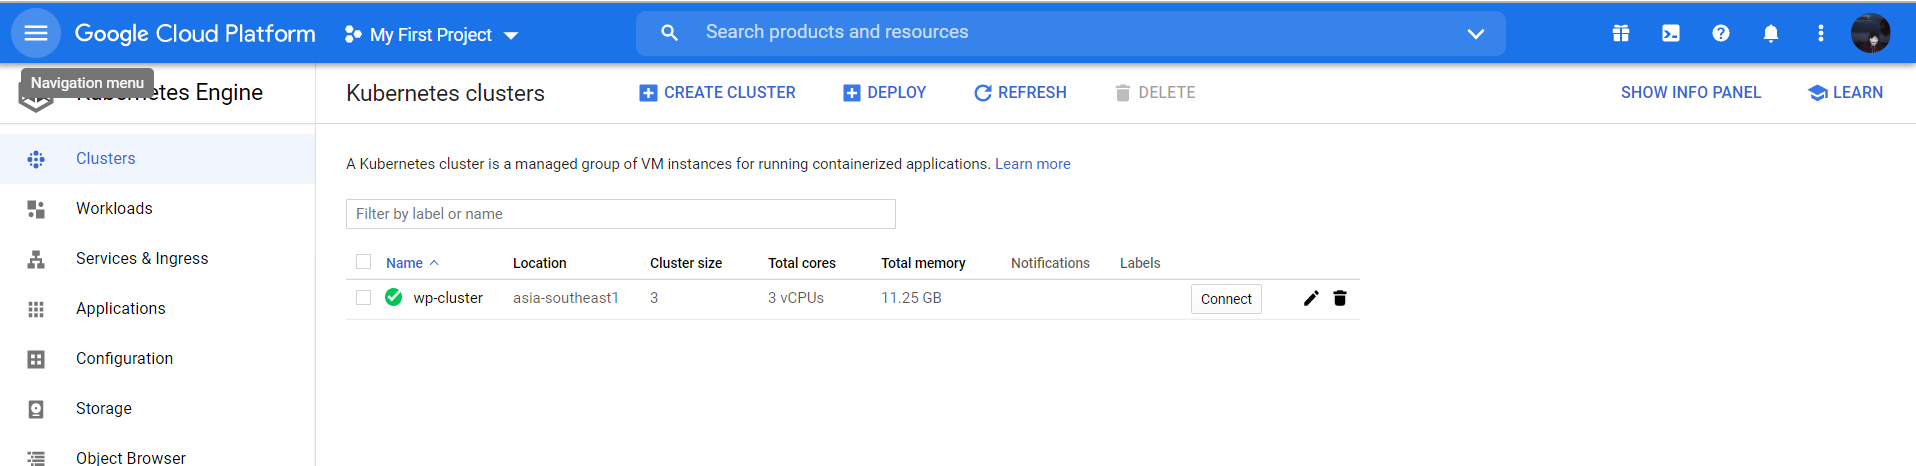 Google Cloud Platform My First Project Search products and resources
Navigation menu
Kubernetes Engine
Kubernetes clusters CREATE CLUSTER DEPLOY REFRESH DELETE SHOW INFO PANEL LEARN
Clusters
Workloads
Services & Ingress
Applications
Configuration
Storage
Object Browser
A Kubernetes cluster is a managed group of VM instances for running containerized applications. Learn more
Filter by label or name
Name Location Cluster size Total cores Total memory Notifications Labels
wp-cluster asia-southeast1 3 3 vCPUs 11.25 GB Connect